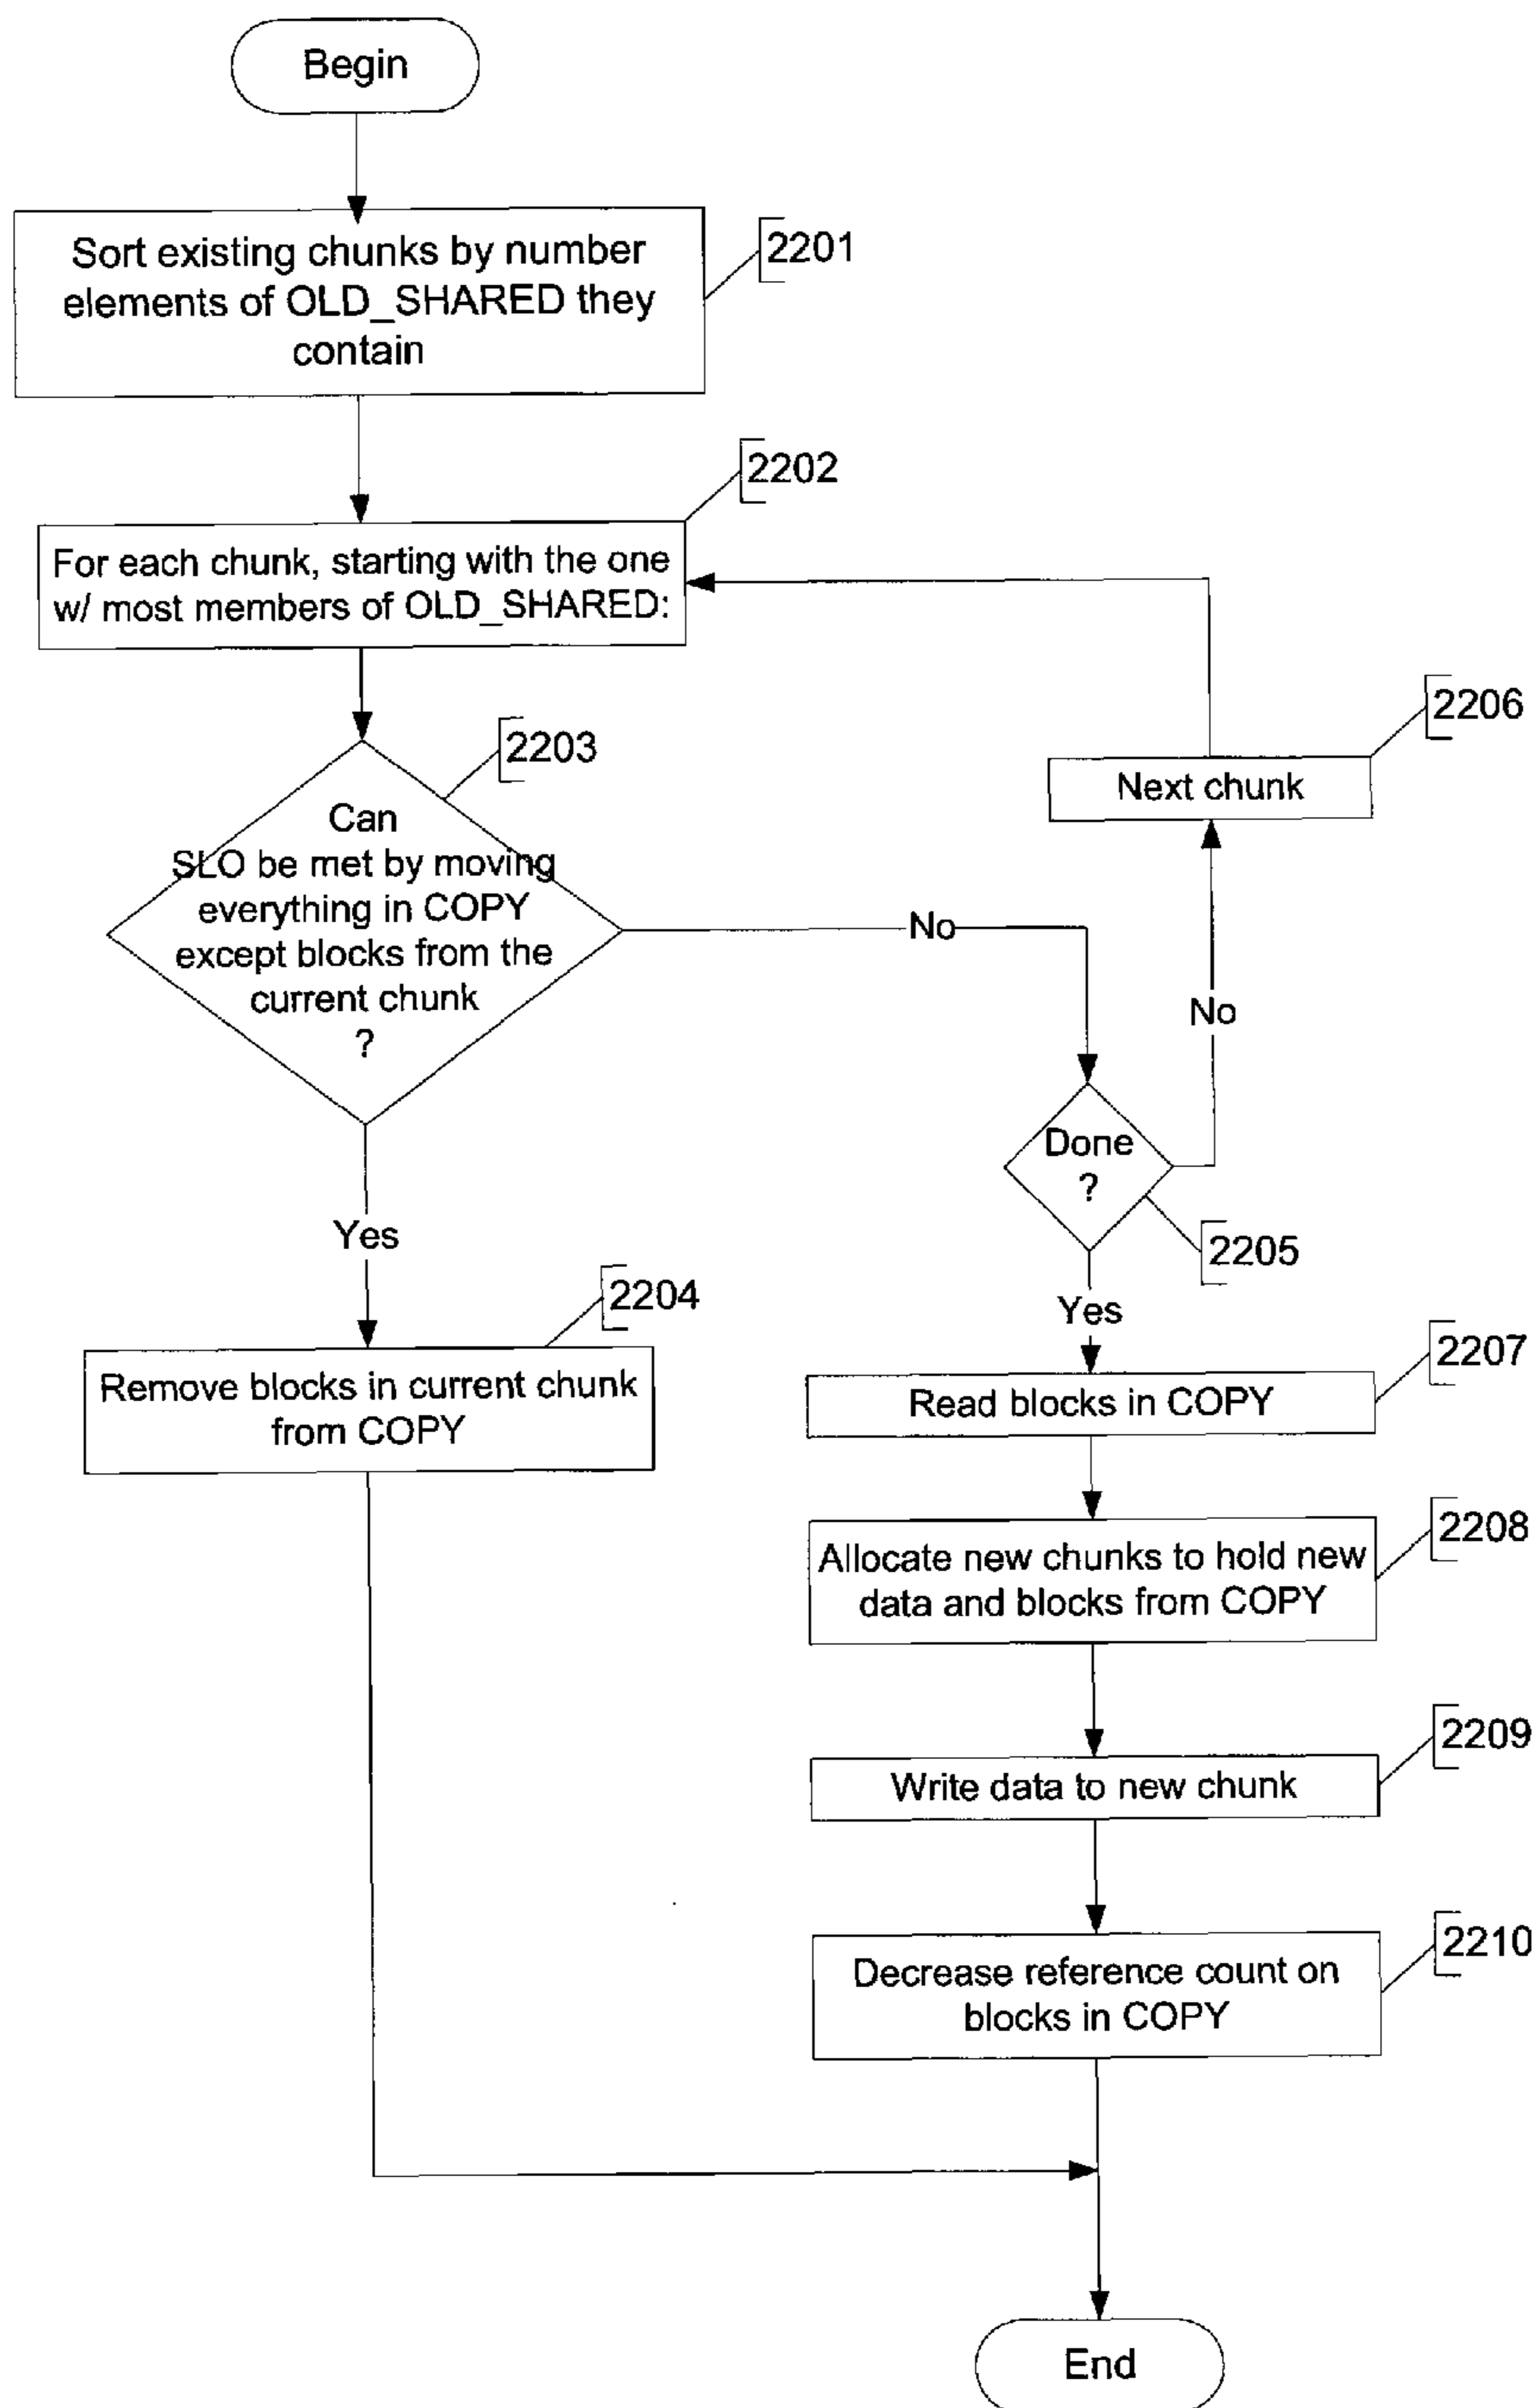 Begin
Sort existing chunks by number
elements of OLD_SHARED they
contain
2201
2202
For each chunk, starting with the one
w/ most members of OLD_SHARED:
2206
Next chunk
2203
Can
SLO be met by moving
everything in COPY
except blocks from the
current chunk
?
No
No
Done
?
2205
Yes
Yes
2204
Remove blocks in current chunk
from COPY
2207
Read blocks in COPY
2208
Allocate new chunks to hold new
data and blocks from COPY
2209
Write data to new chunk
2210
Decrease reference count on
blocks in COPY
End